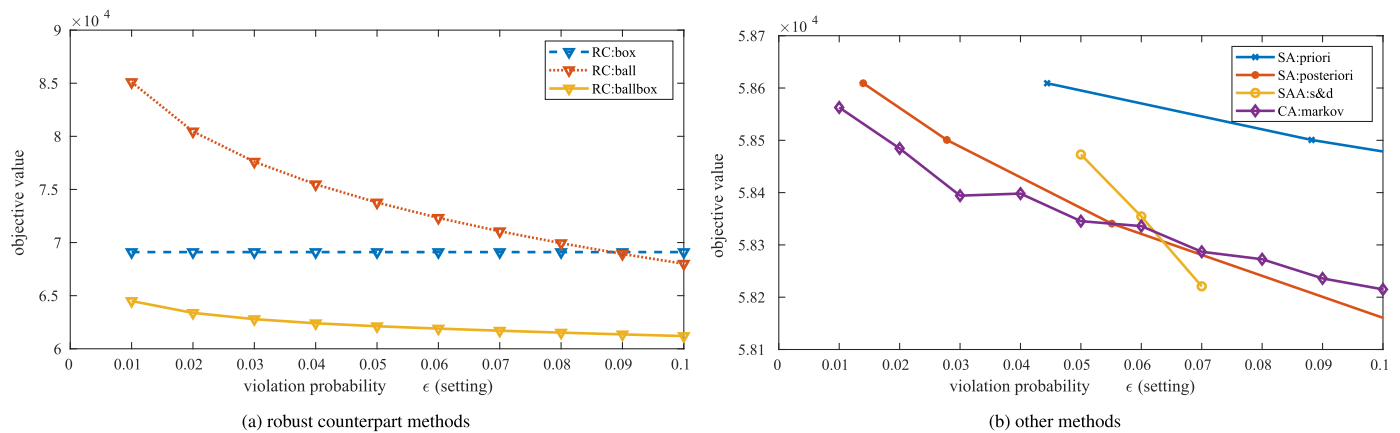 ×10 4
9
8.5
8
7.5
7
6.5
6
objective value
0
0.01
0.02
0.03
0.04
0.05
0.06
0.07
0.08
0.09
0.1
violation probability ϵ (setting)
RC:box
RC:ball
RC:ballbox
(a) robust counterpart methods
×10 4
5.87
5.86
5.85
5.84
5.83
5.82
5.81
objective value
0
0.01
0.02
0.03
0.04
0.05
0.06
0.07
0.08
0.09
0.1
violation probability ϵ (setting)
SA:priori
SA:posteriori
SAA:s&d
CA:markov
(b) other methods